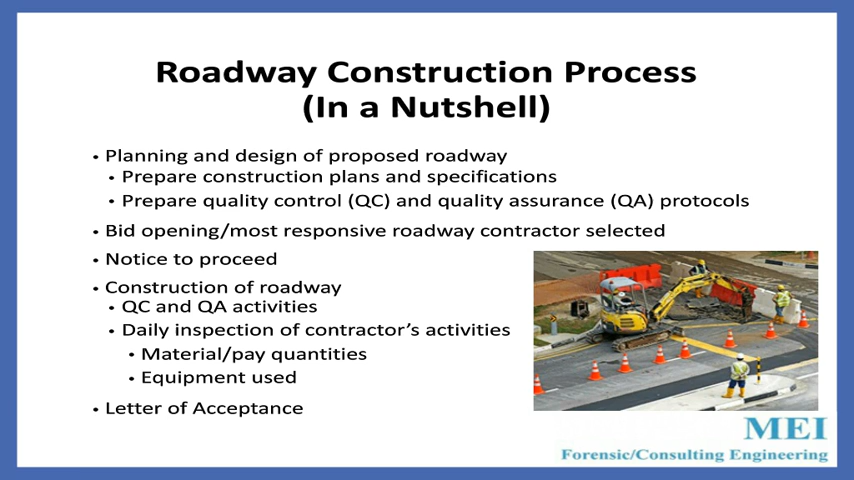 Roadway Construction Process
(In a Nutshell)
• Planning and design of proposed roadway
• Prepare construction plans and specifications
• Prepare quality control (QC) and quality assurance (QA) protocols
• Bid opening/most responsive roadway contractor selected
• Notice to proceed
• Construction of roadway
• QC and QA activities
• Daily inspection of contractor's activities
• Material/pay quantities
• Equipment used
• Letter of Acceptance
MEI
Forensic/Consulting Engineering